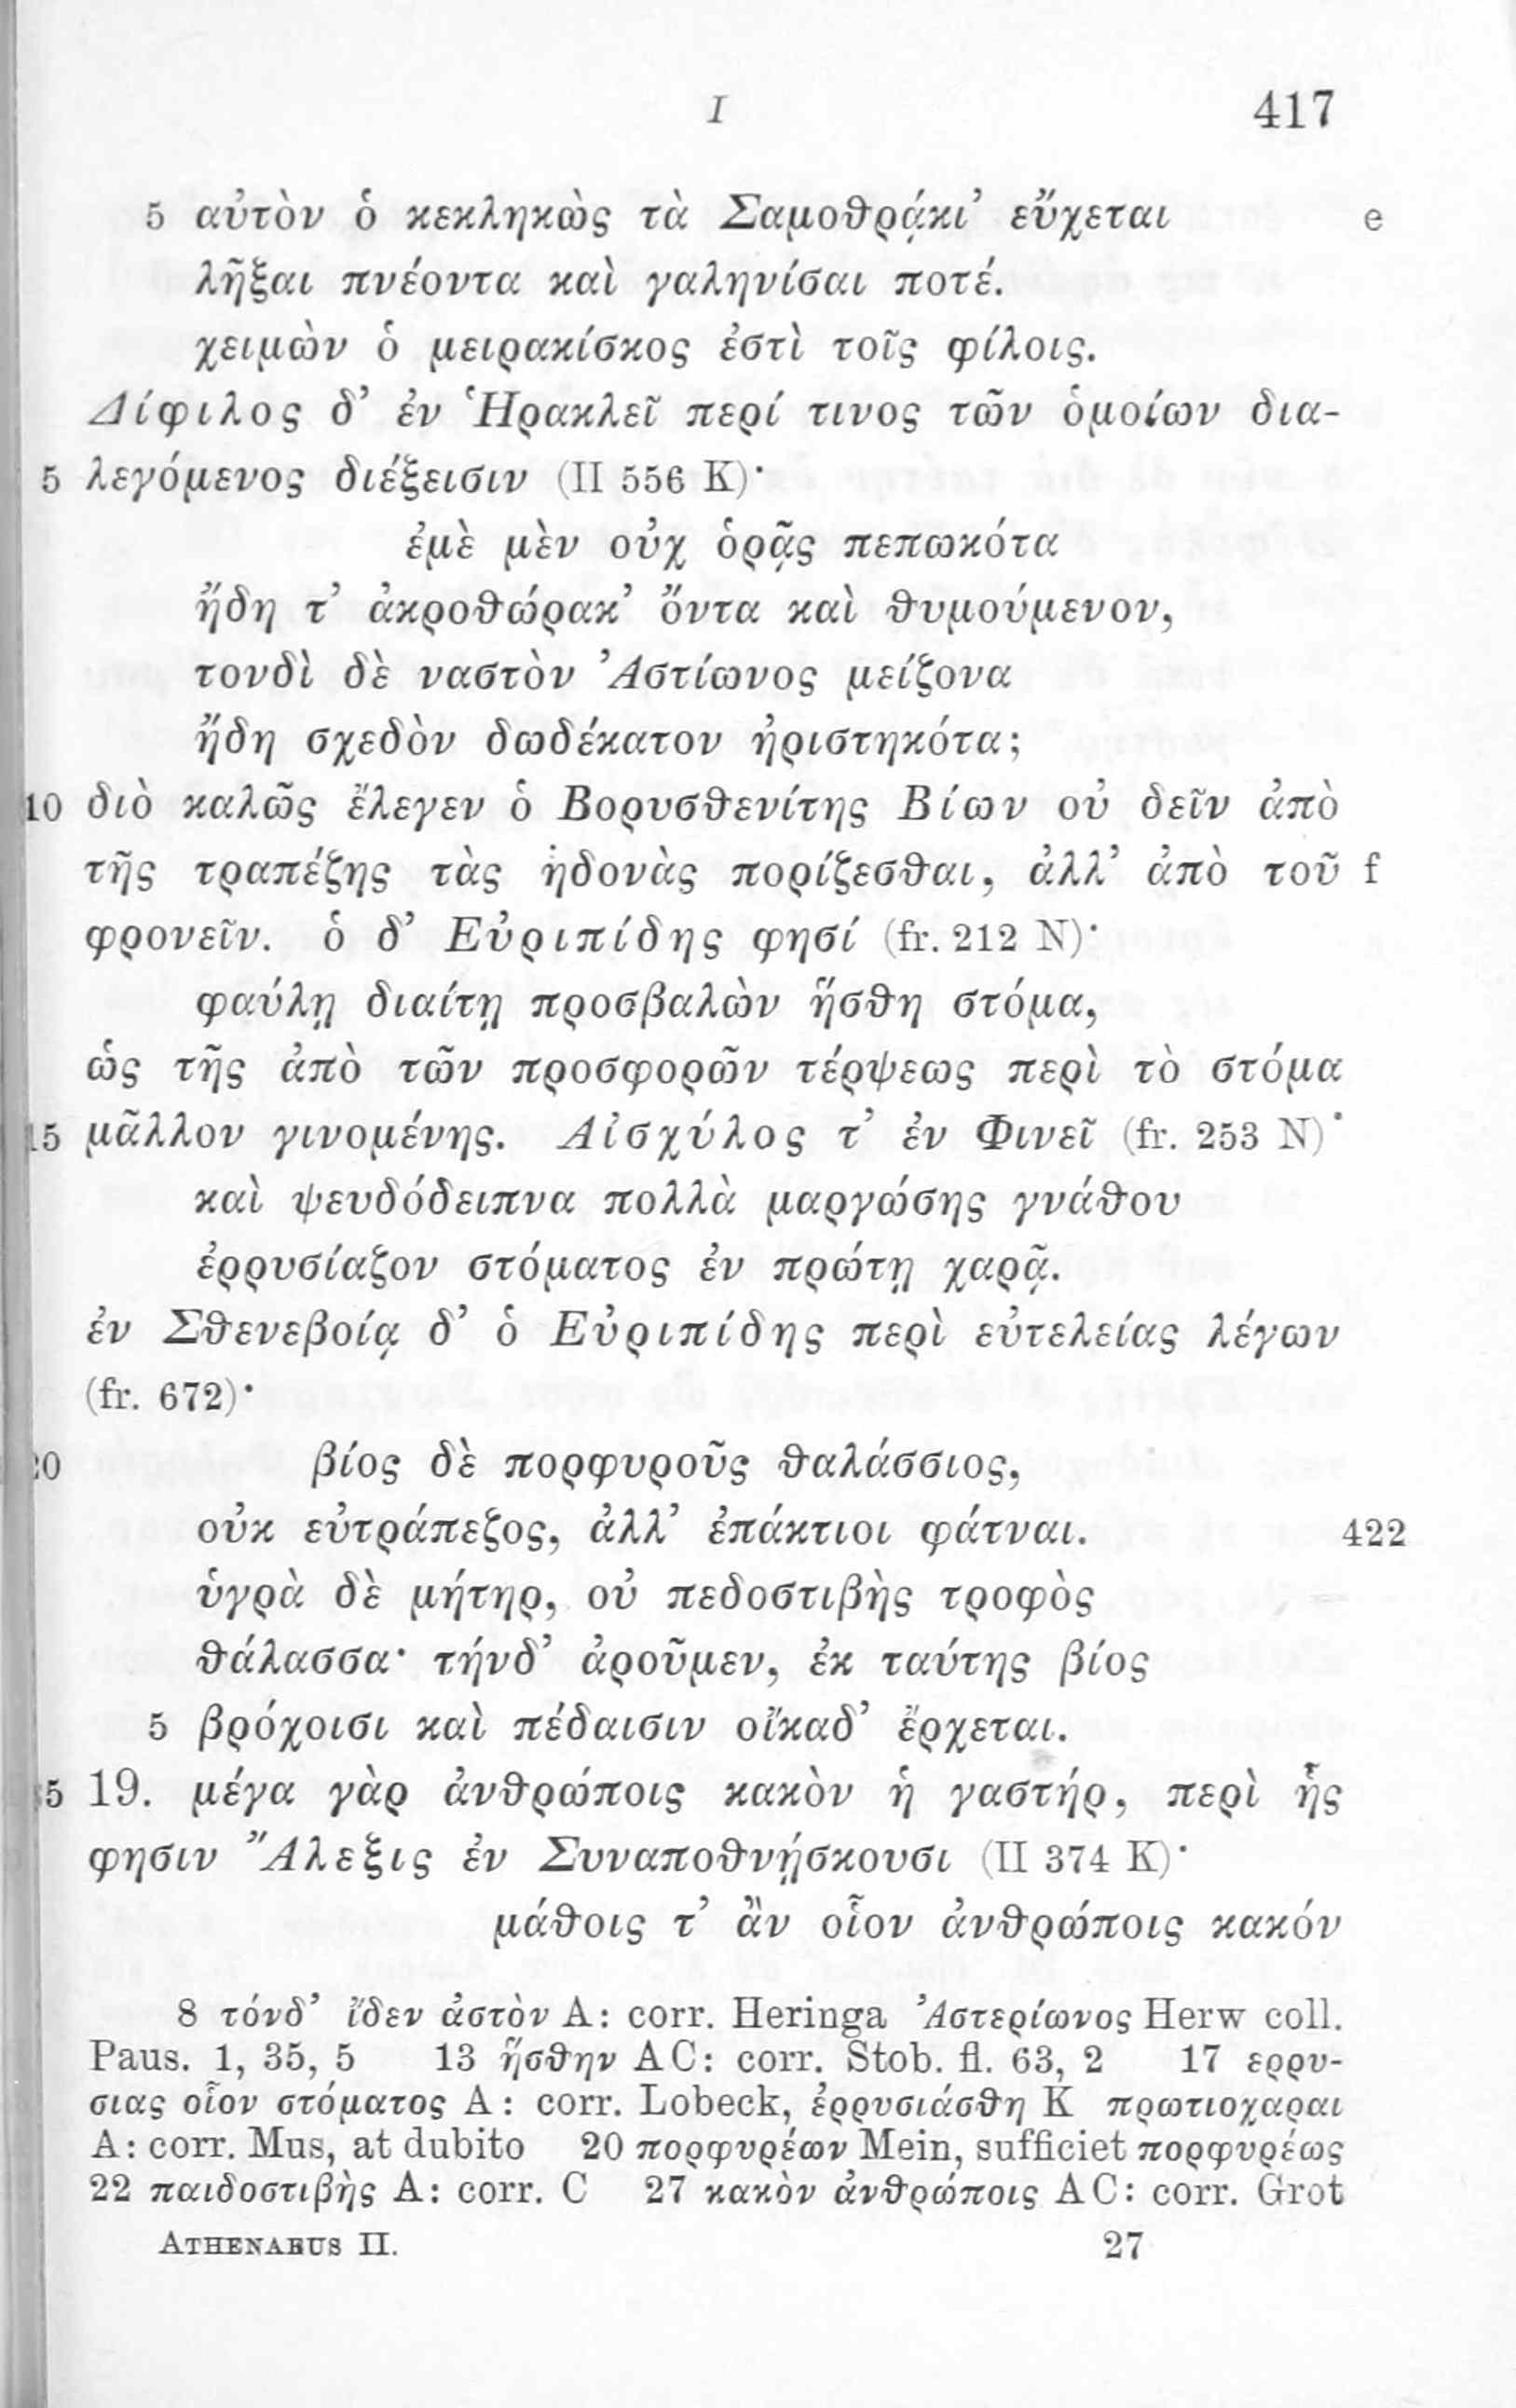 I 417
5 αὐτὸν ὁ κεκληκὼς τὰ Σαμοθρᾴκι’ εὔχεται e
λῆξαι πνέοντα καὶ γαληνίσαι ποτέ.
χειμὼν ὁ μειρακίσκος ἐστὶ τοῖς φίλοις.
Δίφιλος δ’ ἐν Ἡρακλεῖ περί τινος τῶν ὁμοίων δια-
5 λεγόμενος διέξεισιν (II 556 K)·
ἐμὲ μὲν οὐχ ὁρᾷς πεπωκότα
ἤδη τ’ ἀκροθώρακ’ ὄντα καὶ θυμούμενον,
τονδὶ δὲ ναστὸν Ἀστίωνος μείζονα
ἤδη σχεδὸν δωδέκατον ἠριστηκότα;
10 διὸ καλῶς ἔλεγεν ὁ Βορυσθενίτης Βίων οὐ δεῖν ἀπὸ
τῆς τραπέζης τὰς ἡδονὰς πορίζεσθαι, ἀλλ’ ἀπὸ τοῦ f
φρονεῖν. ὁ δ’ Εὐριπίδης φησί (fr. 212 N)·
φαύλῃ διαίτῃ προσβαλὼν ἥσθη στόμα,
ὡς τῆς ἀπὸ τῶν προσφορῶν τέρψεως περὶ τὸ στόμα
15 μᾶλλον γινομένης. Αἰσχύλος τ’ ἐν Φινεῖ (fr. 253 N)·
καὶ ψευδόδειπνα πολλὰ μαργώσης γνάθου
ἐρρυσίαζον στόματος ἐν πρώτῃ χαρᾷ.
ἐν Σθενεβοίᾳ δ’ ὁ Εὐριπίδης περὶ εὐτελείας λέγων
(fr. 672)·
20 βίος δὲ πορφυροῦς θαλάσσιος,
οὐκ εὐτράπεζος, ἀλλ’ ἐπάκτιοι φάτναι. 422
ὑγρὰ δὲ μήτηρ, οὐ πεδοστιβὴς τροφὸς
θάλασσα· τήνδ’ ἀροῦμεν, ἐκ ταύτης βίος
5 βρόχοισι καὶ πέδαισιν οἴκαδ’ ἔρχεται.
5 19. μέγα γὰρ ἀνθρώποις κακὸν ἡ γαστήρ, περὶ ἧς
φησιν Ἄλεξις ἐν Συναποθνῄσκουσι (II 374 K)·
μάθοις τ’ ἂν οἷον ἀνθρώποις κακόν
8 τόνδ’ ἴδεν ἀστὸν A: corr. Heringa Ἀστερίωνος Herw coll.
Paus. 1, 35, 5 13 ἥσθην AC: corr. Stob. fl. 63, 2 17 ερρυ-
σιας οἷον στόματος A: corr. Lobeck, ἐρρυσιάσθη K πρωτιοχαραι
A: corr. Mus, at dubito 20 πορφυρέων Mein, sufficiet πορφυρέως
22 παιδοστιβὴς A: corr. C 27 κακὸν ἀνθρώποις AC: corr. Grot
ATHENAEUS II. 27